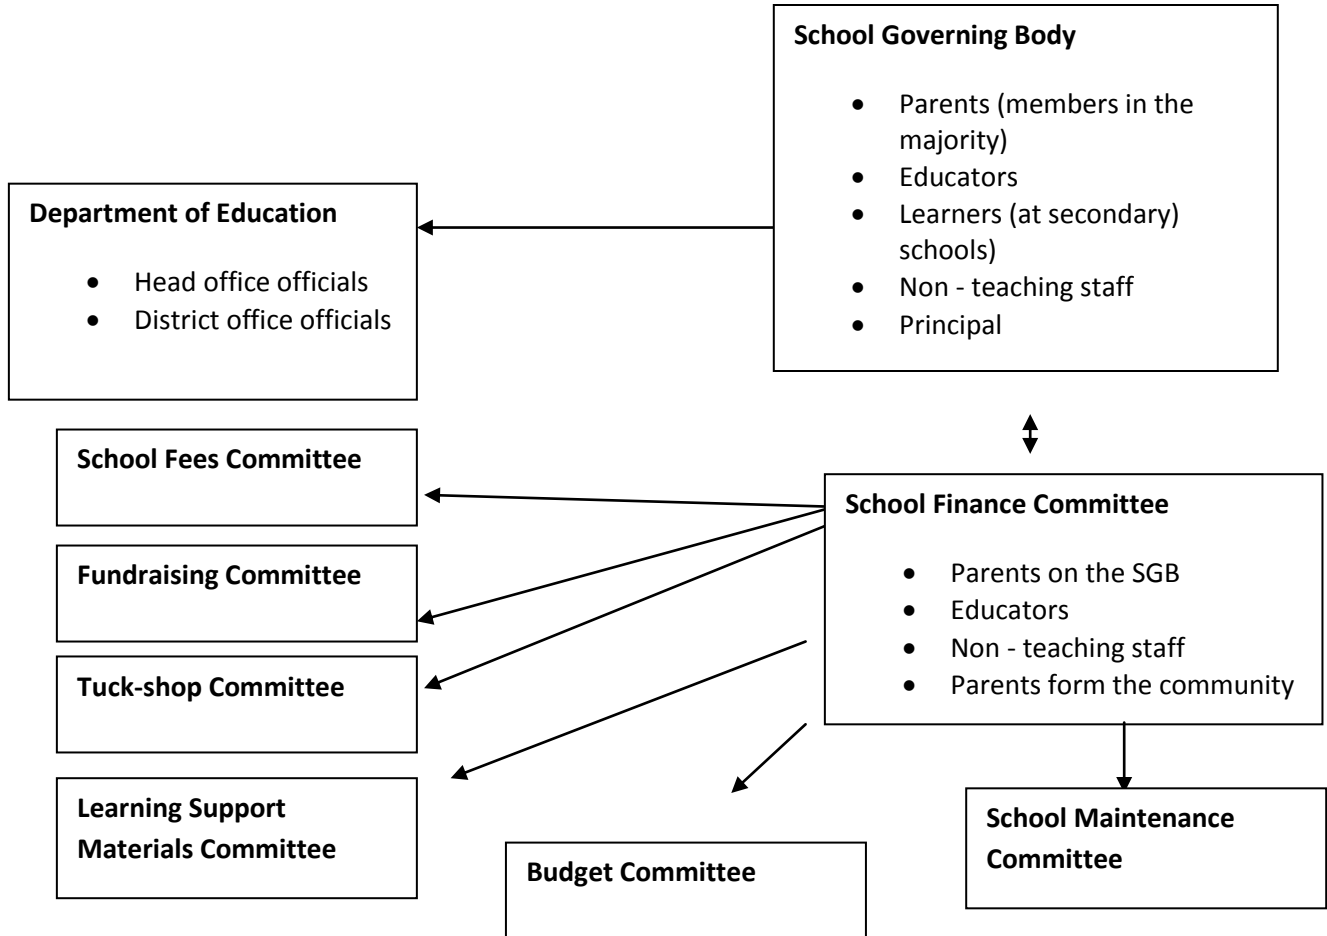 School Governing Body
• Parents (members in the
majority)
• Educators
• Learners (at secondary)
schools)
• Non - teaching staff
• Principal
Department of Education
• Head office officials
• District office officials
School Fees Committee
Fundraising Committee
Tuck-shop Committee
Learning Support
Materials Committee
School Finance Committee
• Parents on the SGB
• Educators
• Non - teaching staff
• Parents form the community
Budget Committee
School Maintenance
Committee